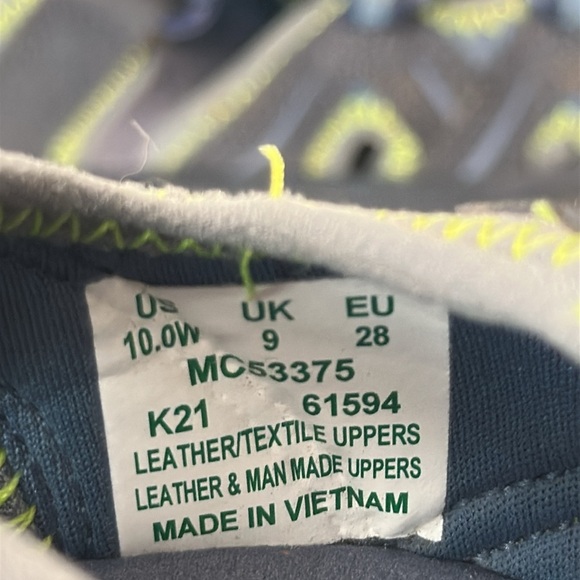 US UK EU
10.0W 9 28
MC53375
K21 61594
LEATHER/TEXTILE UPPERS
LEATHER & MAN MADE UPPERS
MADE IN VIETNAM